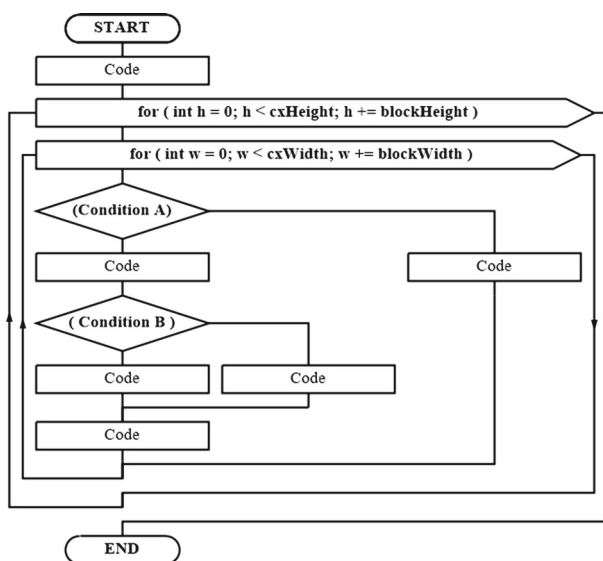 START
Code
for ( int h = 0; h < cxHeight; h += blockHeight )
for ( int w = 0; w < cxWidth; w += blockWidth )
(Condition A)
Code
Code
( Condition B )
Code
Code
Code
END